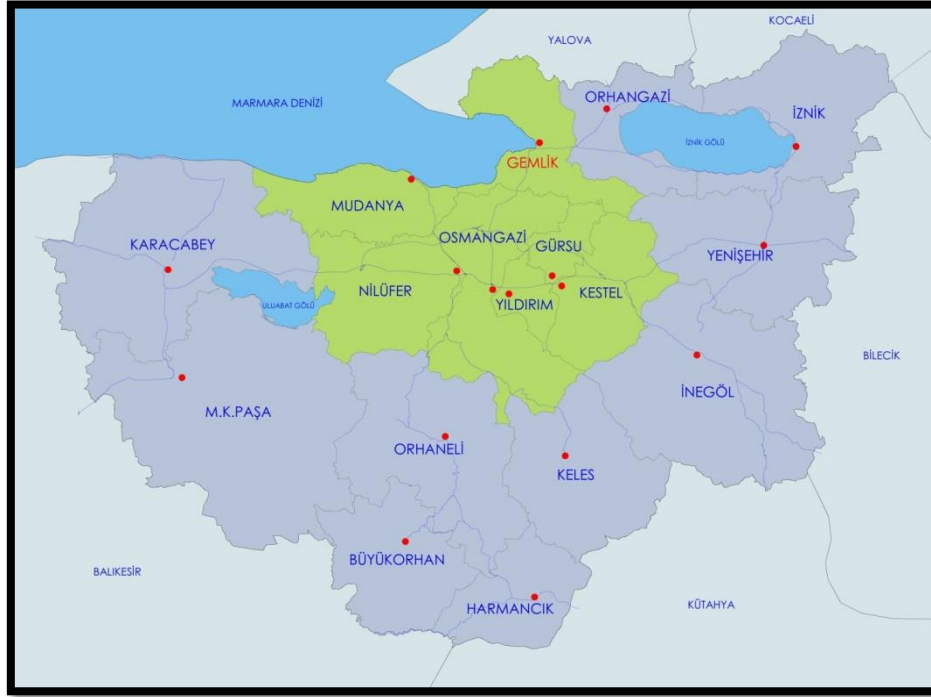 KOCAELİ
YALOVA
MARMARA DENİZİ
ORHANGAZİ
İZNİK
İZNİK GÖLÜ
GEMLİK
MUDANYA
OSMANGAZİ
GÜRSU
KARACABEY
YENİŞEHİR
NİLÜFER
KESTEL
YILDIRIM
ULUABAT GÖLÜ
BİLECİK
İNEGÖL
M.K.PAŞA
ORHANELİ
KELES
BÜYÜKORHAN
BALIKESİR
HARMANCIK
KÜTAHYA